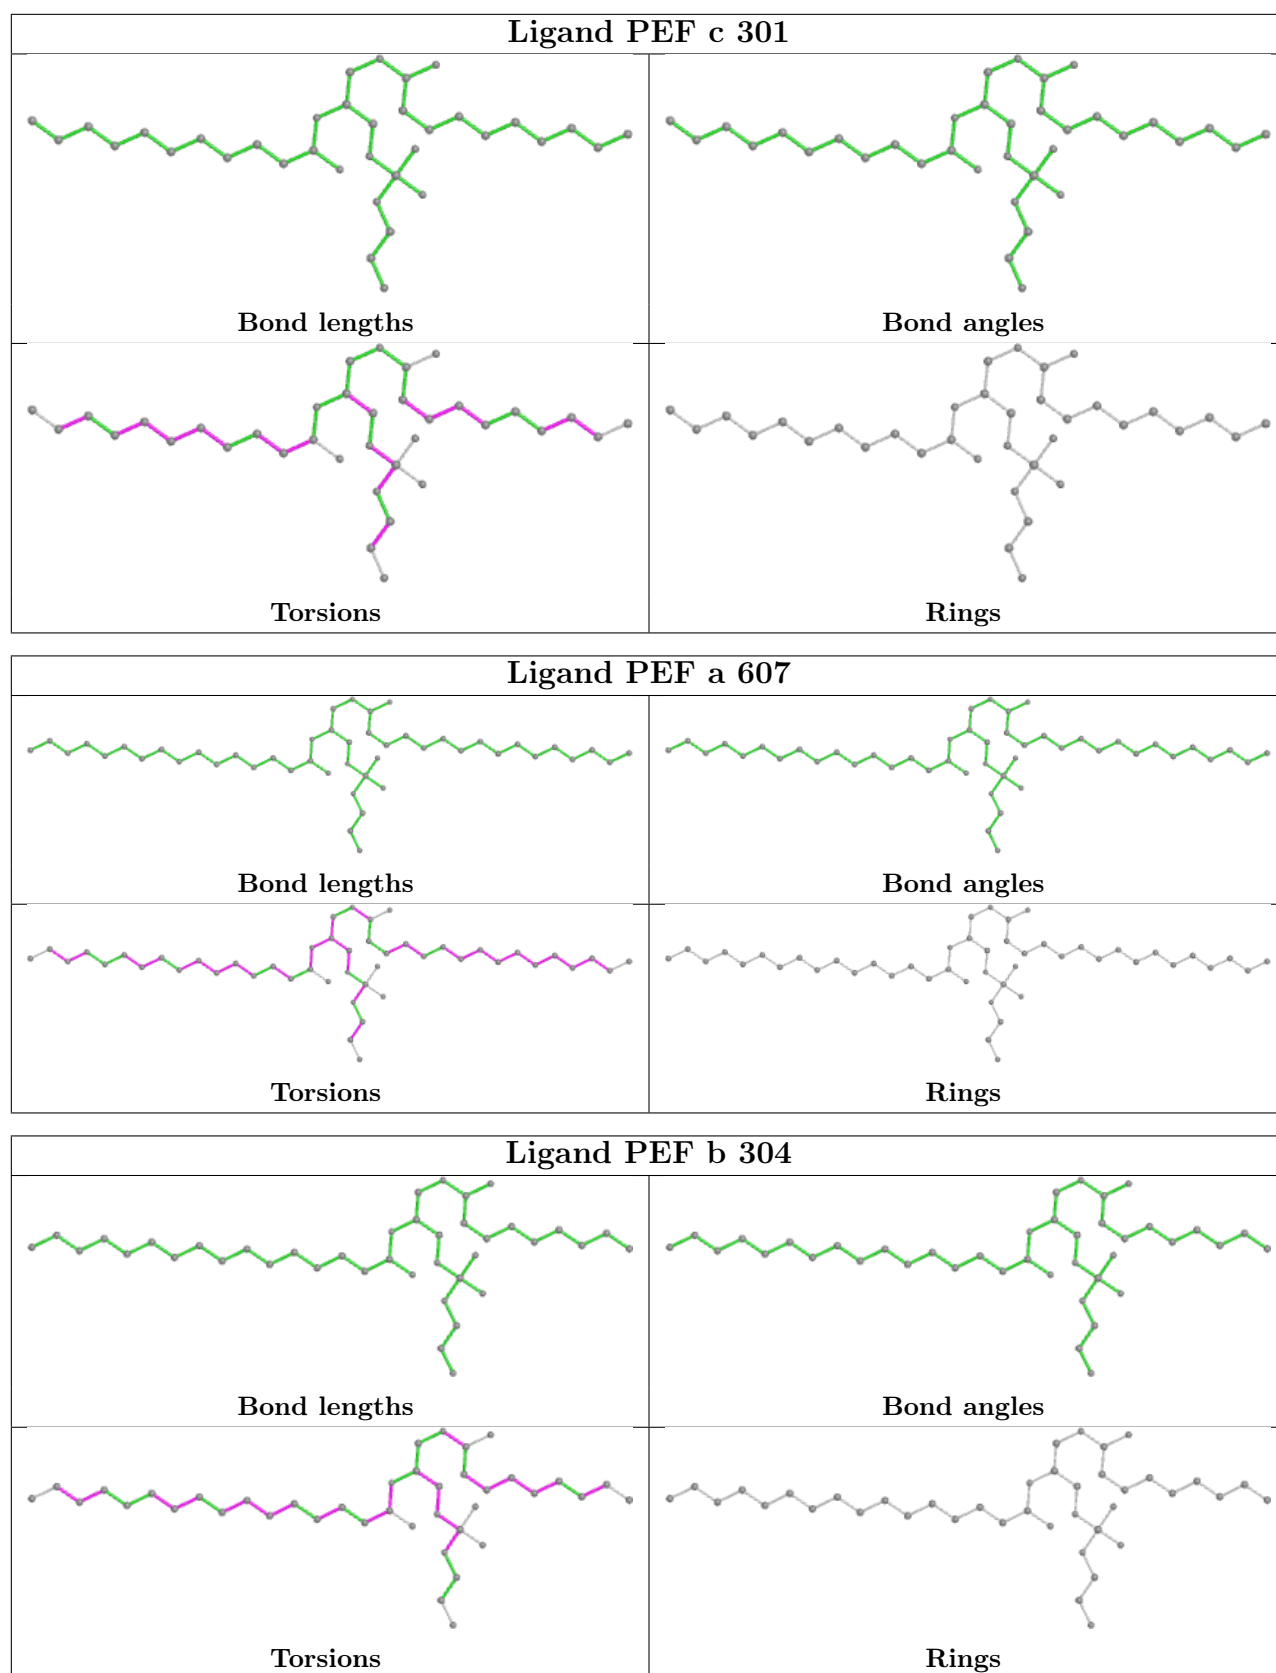 Ligand PEF c 301
Bond lengths
Bond angles
Torsions
Rings
Ligand PEF a 607
Bond lengths
Bond angles
Torsions
Rings
Ligand PEF b 304
Bond lengths
Bond angles
Torsions
Rings